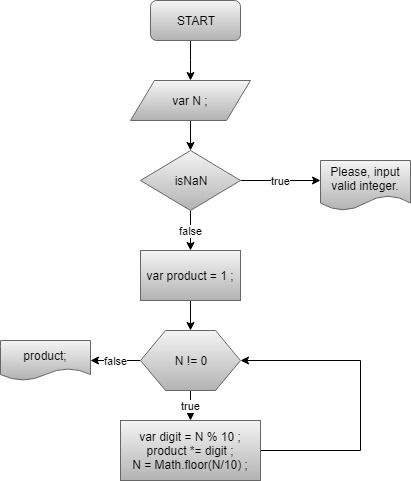 START
var N ;
isNaN
true
Please, input
valid integer.
false
var product = 1 ;
product;
false
N != 0
true
var digit = N % 10 ;
product *= digit ;
N = Math.floor(N/10) ;